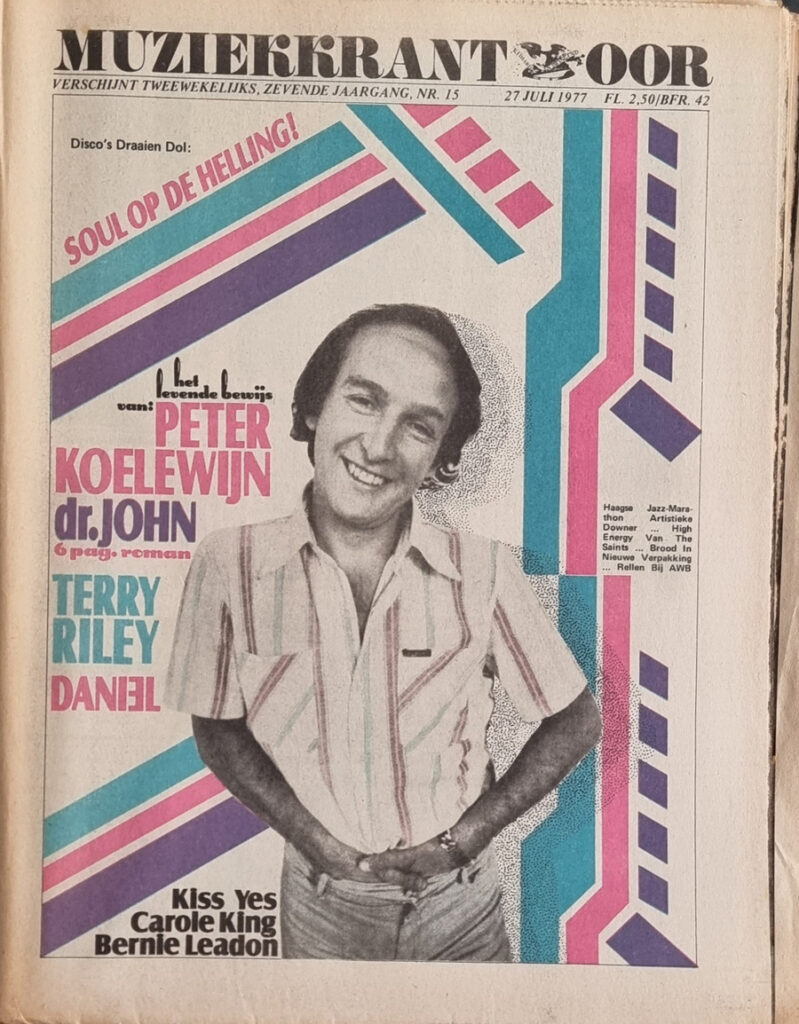 MUZIEKKRANT OOR
VERSCHIJNT TWEEWEKELIJKS, ZEVENDE JAARGANG, NR. 15 27 JULI 1977 FL. 2,50/BFR. 42
Disco's Draaien Dol:
SOUL OP DE HELLING!
het
levende bewijs
van: PETER
KOELEWIJN
dr. JOHN
6 pag. roman
TERRY
RILEY
DANIEL
Haagse Jazz-Mara-
thon Artistieke
Downer ... High
Energy Van The
Saints ... Brood In
Nieuwe Verpakking
... Rellen Bij AWB
Kiss Yes
Carole King
Bernie Leadon